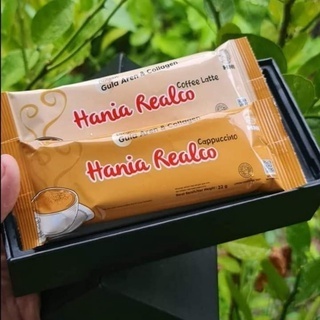 Gula Aren & Collagen
Coffee Latte
Hania Realco
Gula Aren & Collagen
Cappuccino
Hania Realco